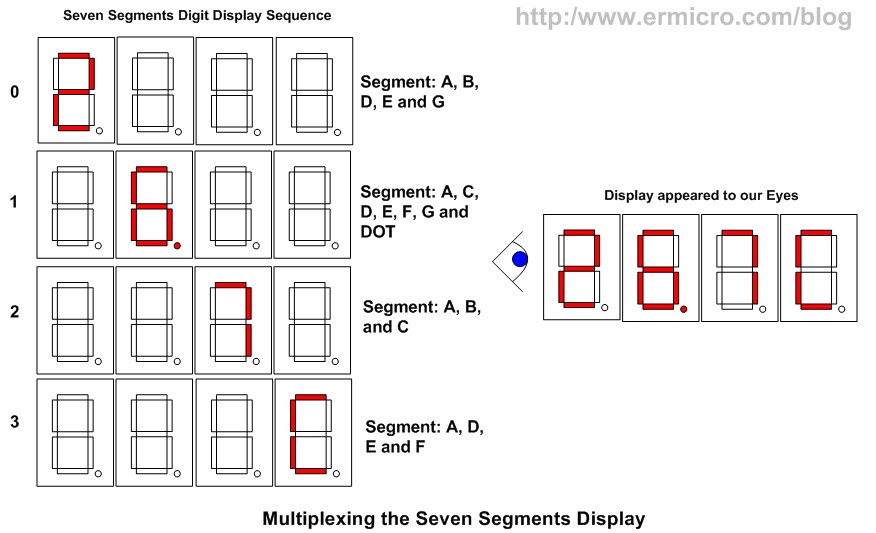 Seven Segments Digit Display Sequence
http://www.ermicro.com/blog
0
Segment: A, B,
D, E and G
1
Segment: A, C,
D, E, F, G and
DOT
Display appeared to our Eyes
2
Segment: A, B,
and C
3
Segment: A, D,
E and F
Multiplexing the Seven Segments Display